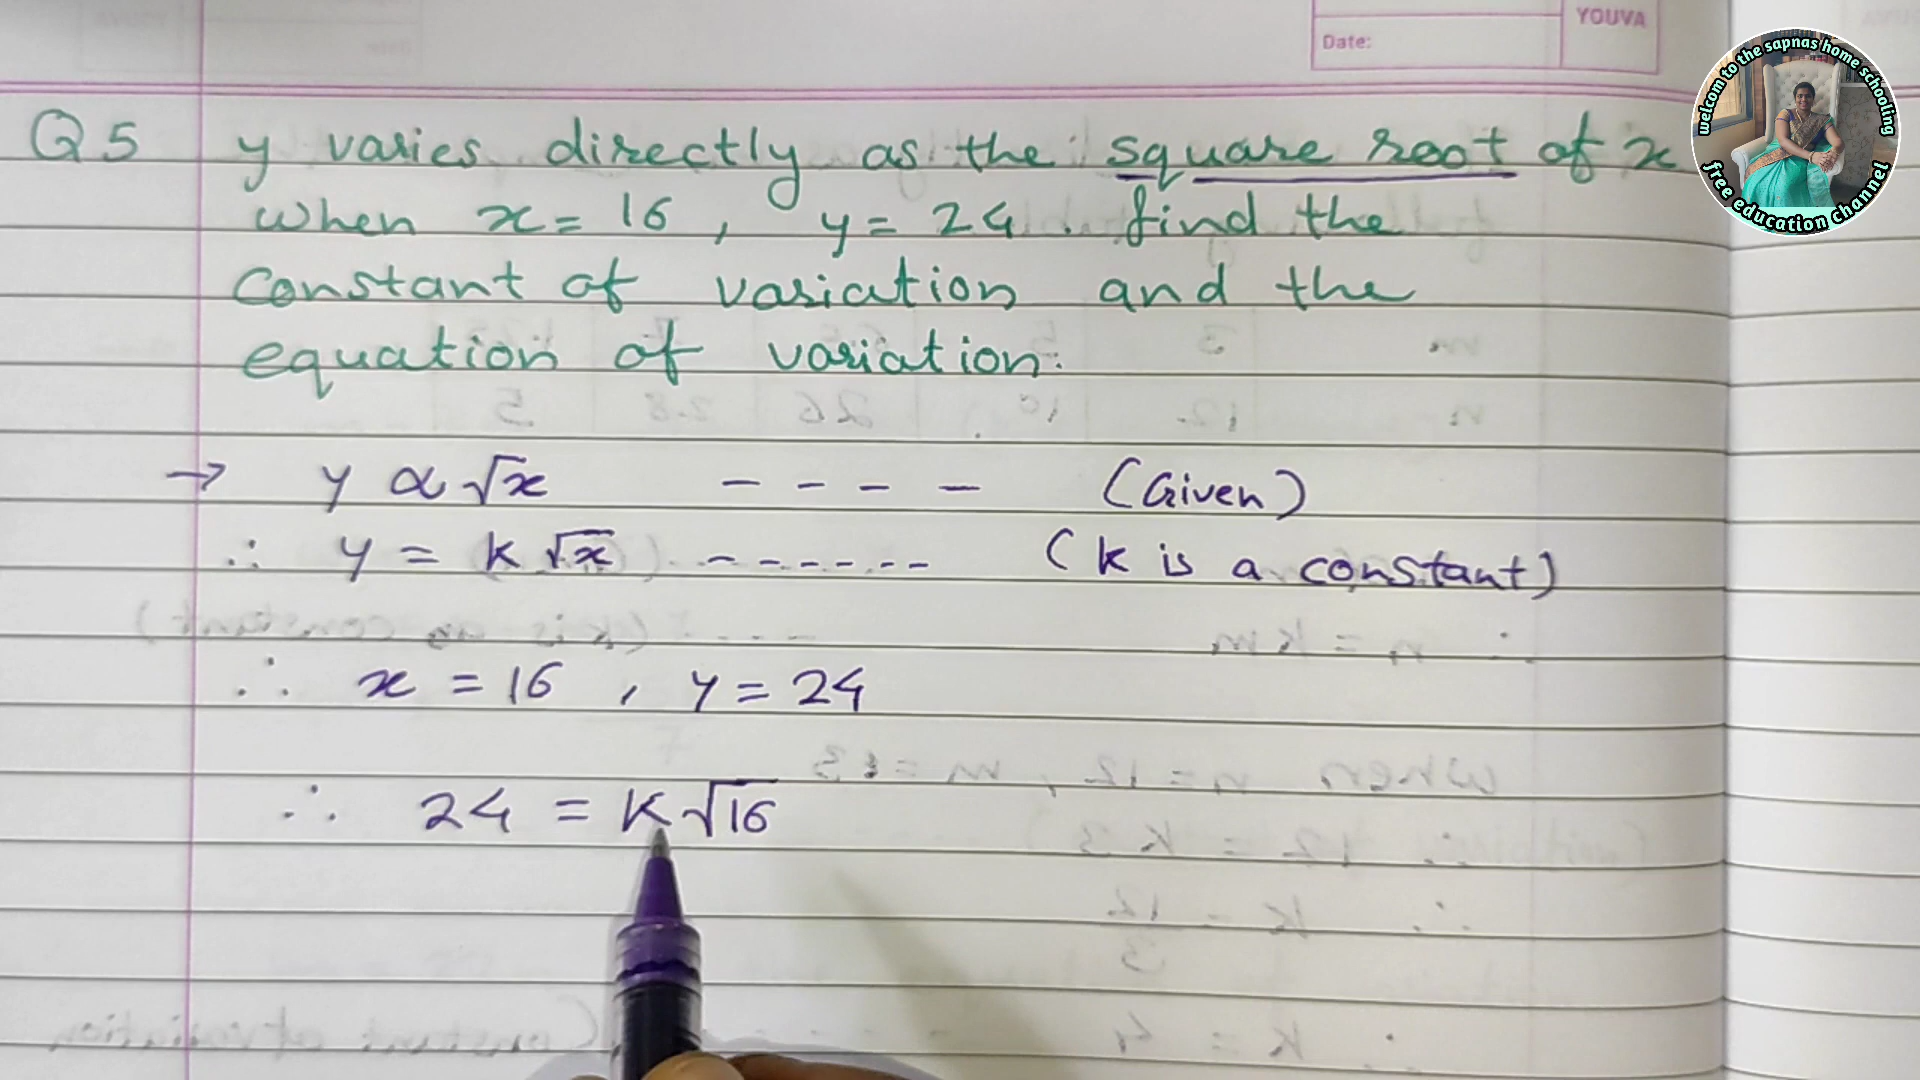 YOUVA
Date:
welcom to the sapnas home schooling
free education channel
Q5 y varies directly as the square root of x
when x = 16 , y = 24 . find the
constant of variation and the
equation of variation.
→ y ∝ √x - - - - (Given)
∴ y = k √x - - - - - - (k is a constant)
∴ x = 16 , y = 24
∴ 24 = k√16